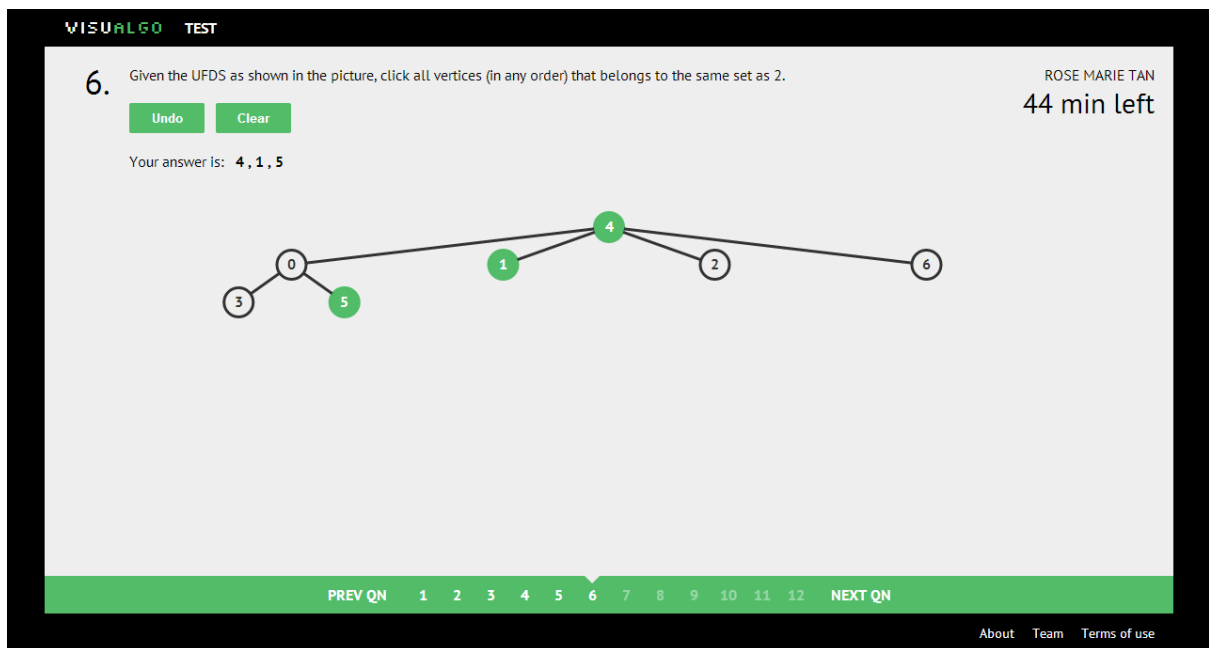 VISUALGO TEST
6. Given the UFDS as shown in the picture, click all vertices (in any order) that belongs to the same set as 2.
ROSE MARIE TAN
44 min left
Undo Clear
Your answer is: 4 , 1 , 5
4
0 1 2 6
3 5
PREV QN 1 2 3 4 5 6 7 8 9 10 11 12 NEXT QN
About Team Terms of use